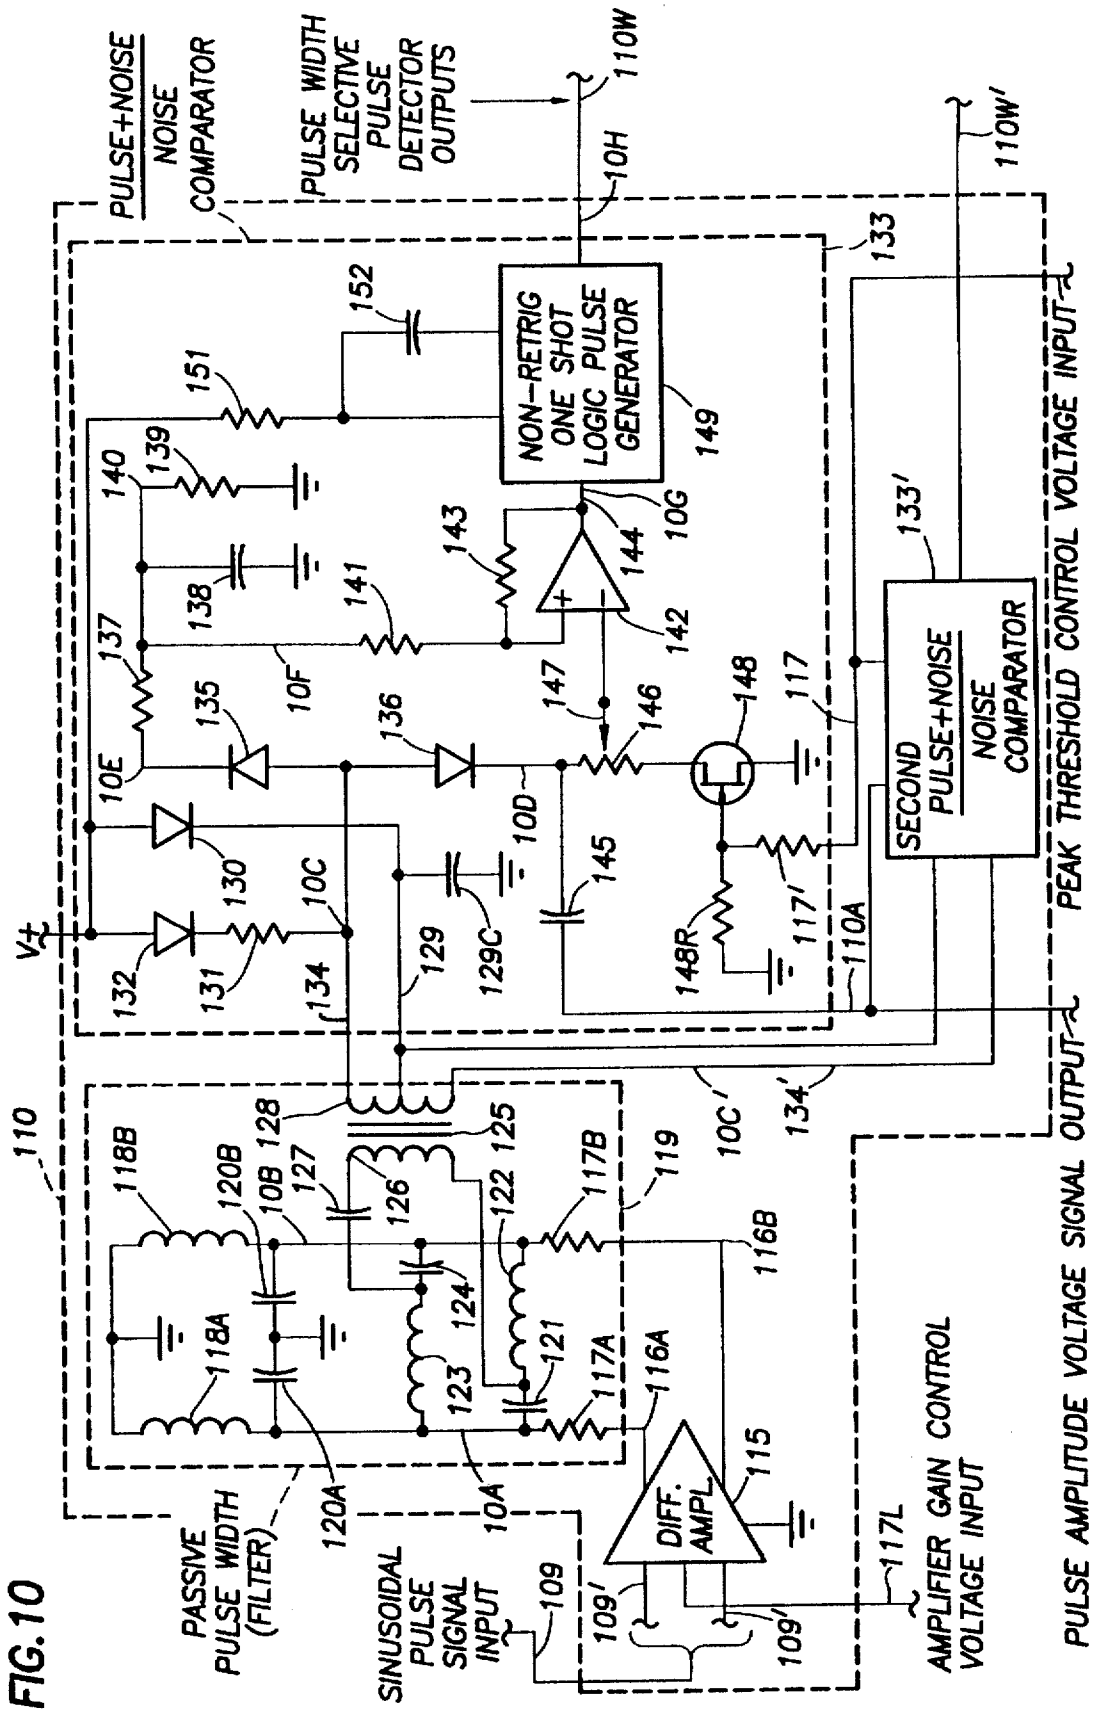 FIG.10
110
V+
PULSE+NOISE
NOISE
COMPARATOR
PULSE WIDTH
SELECTIVE
PULSE
DETECTOR
OUTPUTS
110W
10H
PASSIVE
PULSE WIDTH
(FILTER)
118B
118A
120B
120A
10B
10A
127
126
128
125
124
123
122
121
117B
117A
119
116A
116B
SINUSOIDAL
PULSE
SIGNAL
INPUT
109
109'
109'
DIFF.
AMPL.
115
117L
AMPLIFIER GAIN CONTROL
VOLTAGE INPUT
132
130
131
10C
134
129
129C
10E
137
135
136
10D
10F
138
139
140
141
143
142
144
10G
145
146
147
148
148R
117'
117
110A
151
152
NON-RETRIG
ONE SHOT
LOGIC PULSE
GENERATOR
149
133
133'
SECOND
PULSE+NOISE
NOISE
COMPARATOR
110W'
10C'
134'
PULSE AMPLITUDE VOLTAGE SIGNAL OUTPUT
PEAK THRESHOLD CONTROL VOLTAGE INPUT
+
−